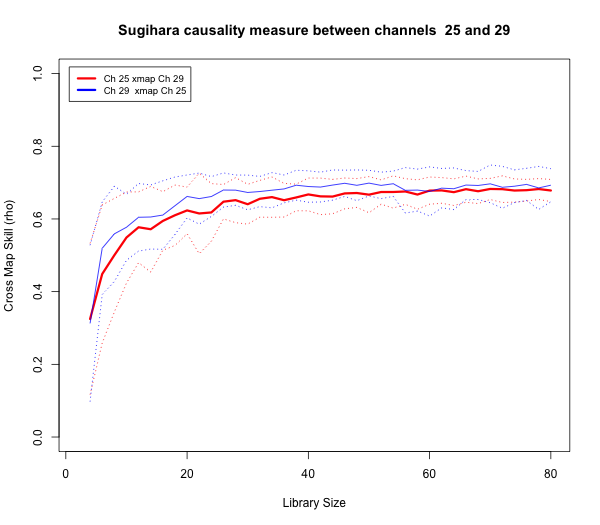 Sugihara causality measure between channels  25 and 29
Ch 25 xmap Ch 29
Ch 29  xmap Ch 25
Cross Map Skill (rho)
1.0
0.8
0.6
0.4
0.2
0.0
0 20 40 60 80
Library Size